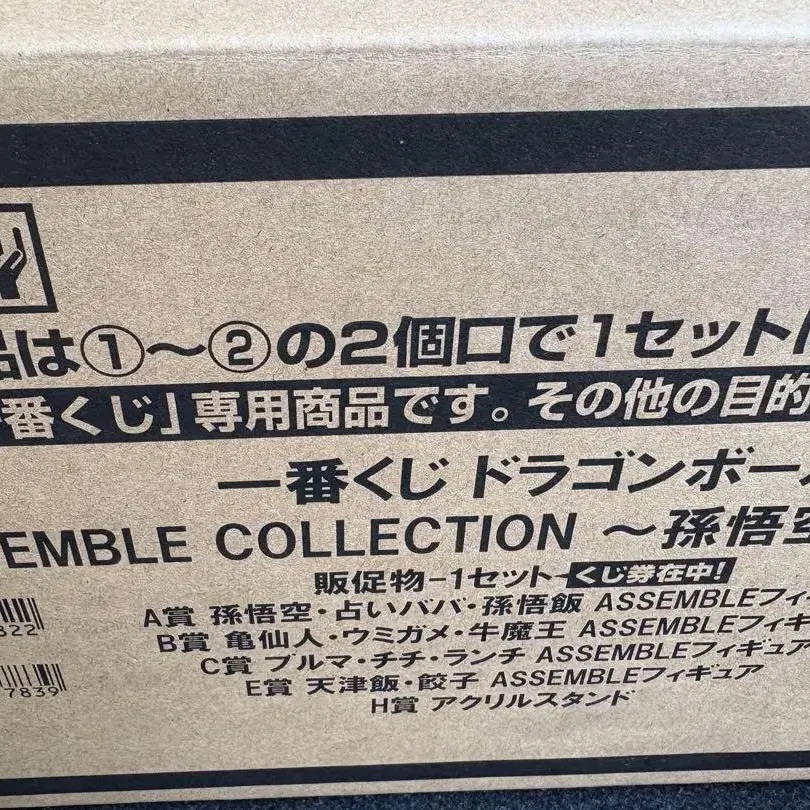 品は①～②の2個口で1セット
番くじ」専用商品です。その他の目的
一番くじ ドラゴンボー
EMBLE COLLECTION ～孫悟空
販促物-1セット くじ券在中!
A賞 孫悟空・占いババ・孫悟飯 ASSEMBLEフィ
B賞 亀仙人・ウミガメ・牛魔王 ASSEMBLEフィギ
C賞 ブルマ・チチ・ランチ ASSEMBLEフィギュア
E賞 天津飯・餃子 ASSEMBLEフィギュア
H賞 アクリルスタンド
322
7839